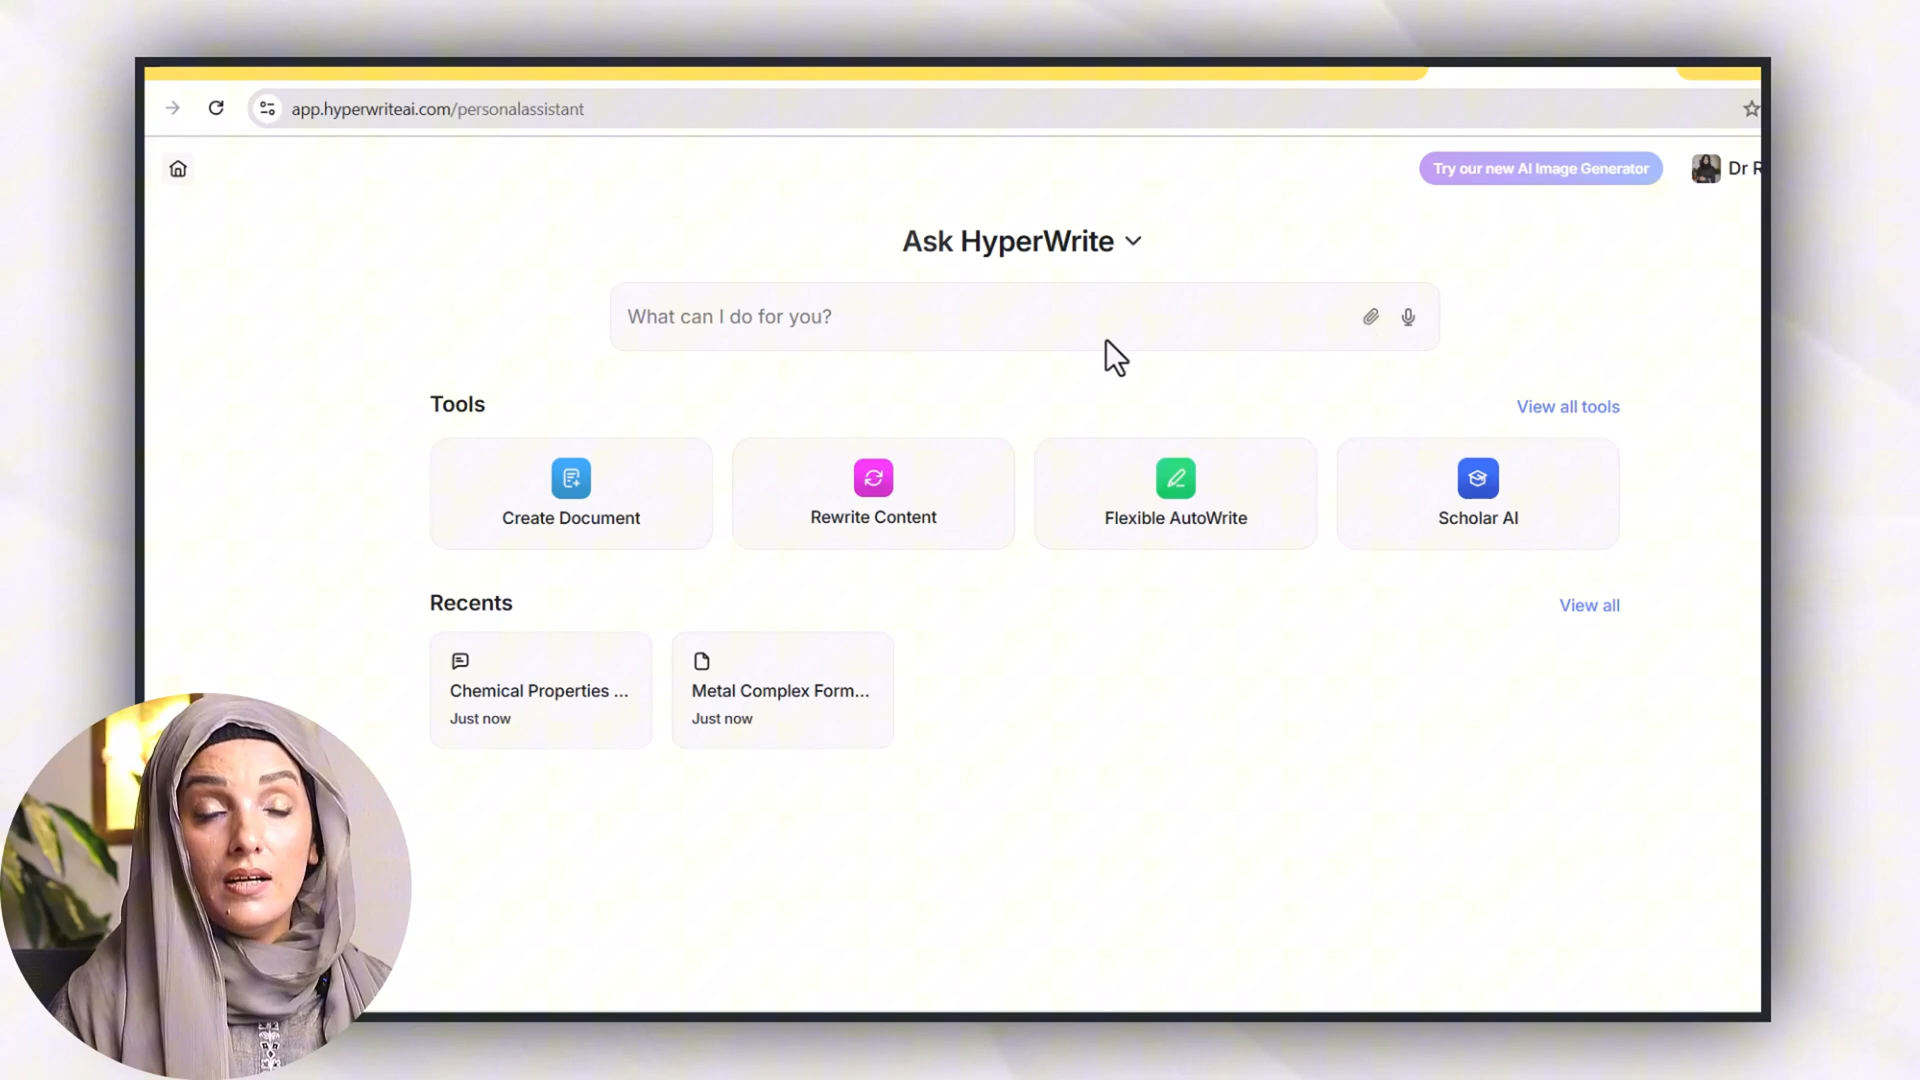 app.hyperwriteai.com/personalassistant
Try our new AI Image Generator
Dr R
Ask HyperWrite
What can I do for you?
Tools
View all tools
Create Document
Rewrite Content
Flexible AutoWrite
Scholar AI
Recents
View all
Chemical Properties ...
Just now
Metal Complex Form...
Just now